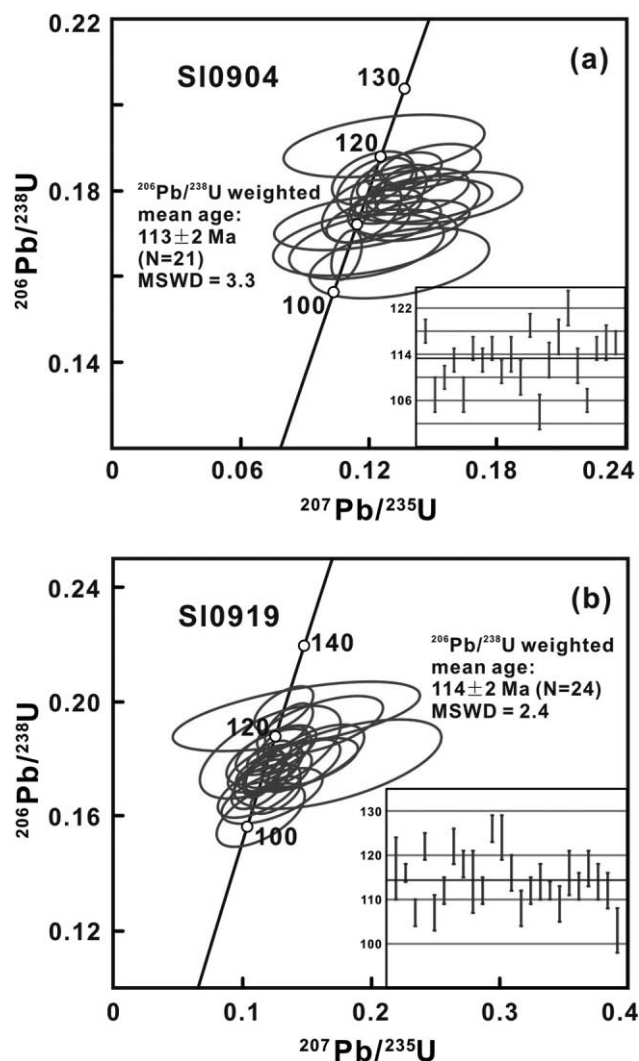 0.22
(a)
SI0904
130
120
0.18
206Pb/238U weighted
mean age:
113±2 Ma
(N=21)
MSWD = 3.3
100
206Pb/238U
0.14
122
114
106
0
0.06
0.12
0.18
0.24
207Pb/235U
(b)
0.24
SI0919
140
206Pb/238U weighted
mean age:
114±2 Ma (N=24)
MSWD = 2.4
0.20
120
206Pb/238U
0.16
100
130
120
110
100
0.12
0
0.1
0.2
0.3
0.4
207Pb/235U